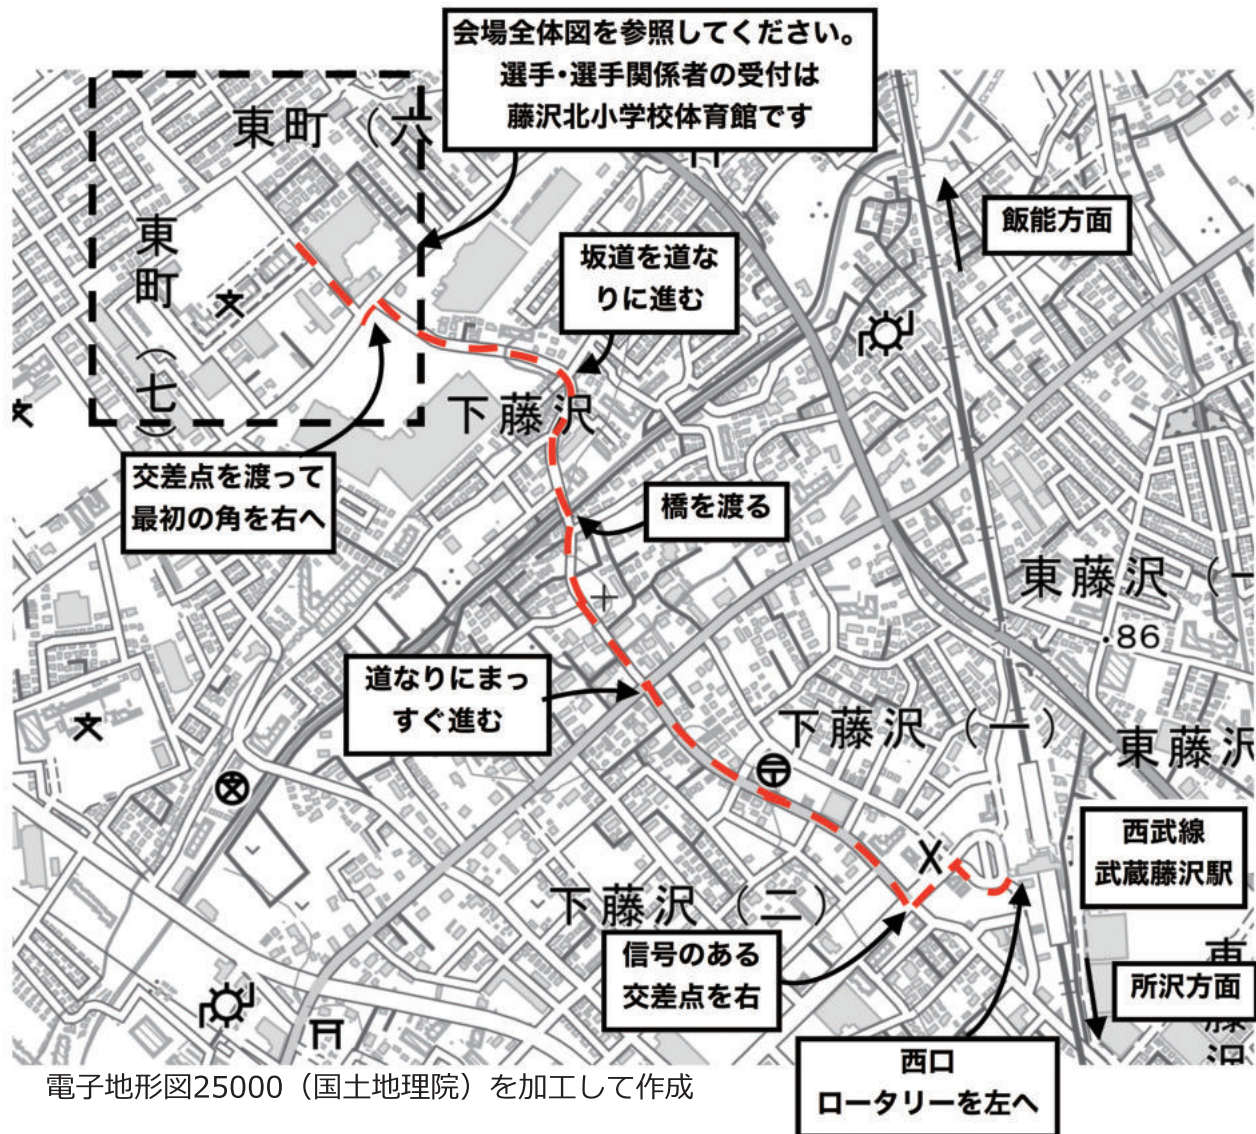 会場全体図を参照してください。
選手・選手関係者の受付は
藤沢北小学校体育館です
東町（六
東町（七）
飯能方面
坂道を道な
りに進む
下藤沢
交差点を渡って
最初の角を右へ
橋を渡る
東藤沢（一
・86
道なりにまっ
すぐ進む
下藤沢（一）
東藤沢
西武線
武蔵藤沢駅
下藤沢（二）
信号のある
交差点を右
東藤沢
所沢方面
西口
ロータリーを左へ
電子地形図25000（国土地理院）を加工して作成